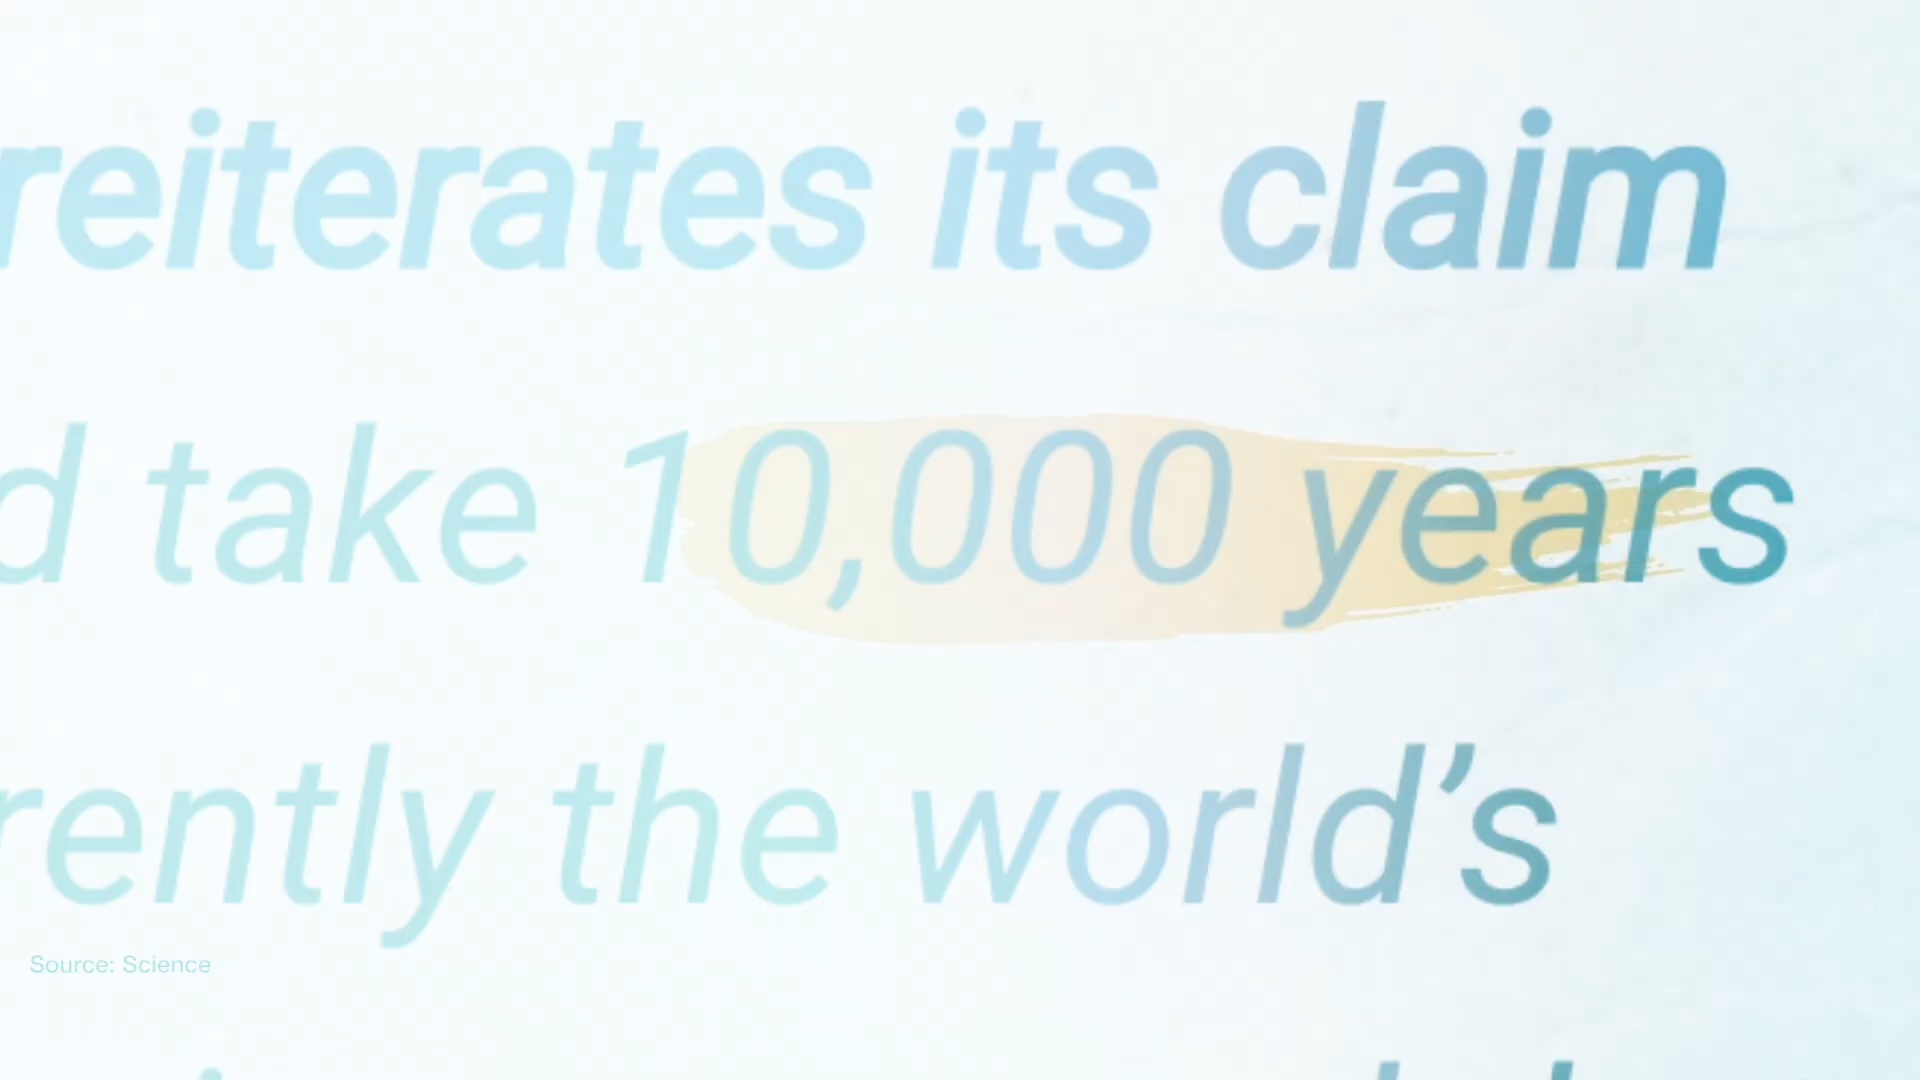 reiterates its claim
d take 10,000 years
rently the world’s
Source: Science